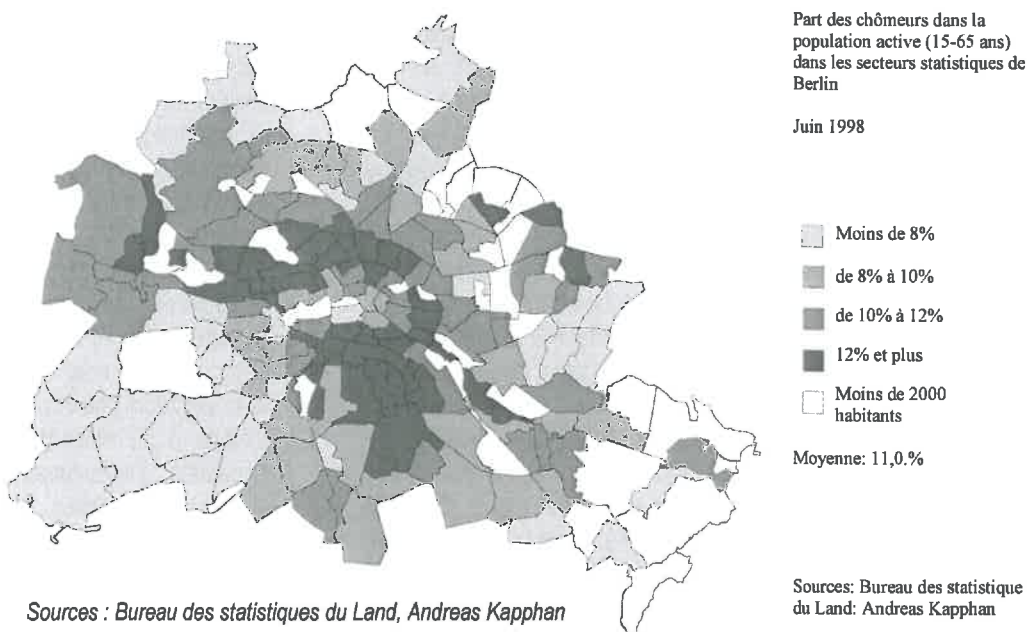 Part des chômeurs dans la
population active (15-65 ans)
dans les secteurs statistiques de
Berlin
Juin 1998
Moins de 8%
de 8% à 10%
de 10% à 12%
12% et plus
Moins de 2000
habitants
Moyenne: 11,0.%
Sources : Bureau des statistiques du Land, Andreas Kapphan
Sources: Bureau des statistique
du Land: Andreas Kapphan